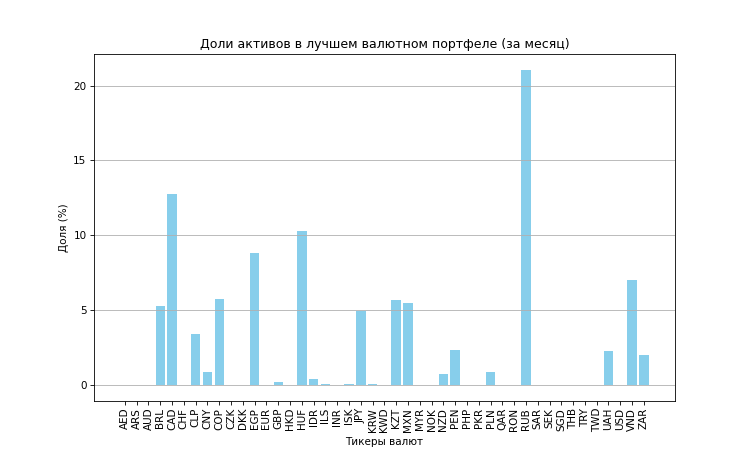 Доли активов в лучшем валютном портфеле (за месяц)
20
15
10
5
0
Доля (%)
AED ARS AUD BRL CAD CHF CLP CNY COP CZK DKK EGP EUR GBP HKD HUF IDR ILS INR ISK JPY KRW KWD KZT MXN MYR NOK NZD PEN PHP PKR PLN QAR RON RUB SAR SEK SGD THB TRY TWD UAH USD VND ZAR
Тикеры валют